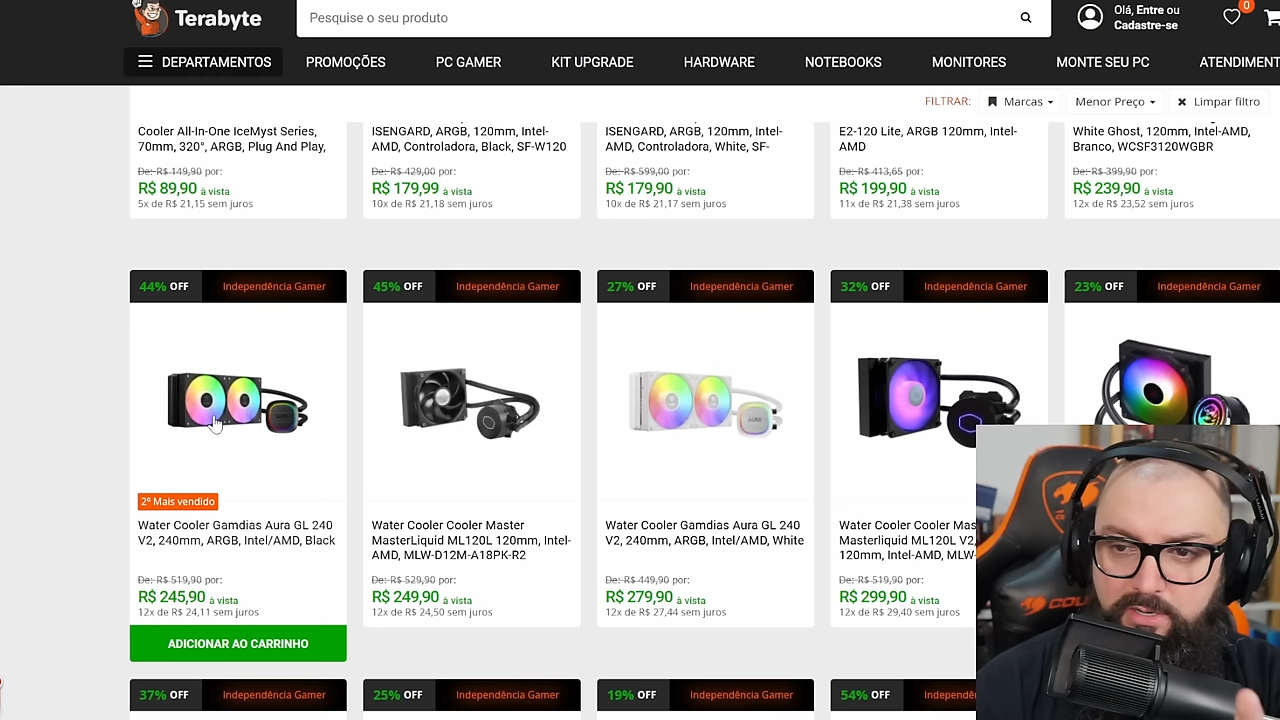 Terabyte
Pesquise o seu produto
Olá, Entre ou
Cadastre-se
0
DEPARTAMENTOS
PROMOÇÕES
PC GAMER
KIT UPGRADE
HARDWARE
NOTEBOOKS
MONITORES
MONTE SEU PC
ATENDIMENT
FILTRAR:
Marcas
Menor Preço
Limpar filtro
Cooler All-In-One IceMyst Series,
70mm, 320°, ARGB, Plug And Play,
De: R$ 149,90 por:
R$ 89,90 à vista
5x de R$ 21,15 sem juros
ISENGARD, ARGB, 120mm, Intel-
AMD, Controladora, Black, SF-W120
De: R$ 429,00 por:
R$ 179,99 à vista
10x de R$ 21,18 sem juros
ISENGARD, ARGB, 120mm, Intel-
AMD, Controladora, White, SF-
De: R$ 599,00 por:
R$ 179,90 à vista
10x de R$ 21,17 sem juros
E2-120 Lite, ARGB 120mm, Intel-
AMD
De: R$ 413,65 por:
R$ 199,90 à vista
11x de R$ 21,38 sem juros
White Ghost, 120mm, Intel-AMD,
Branco, WCSF3120WGBR
De: R$ 399,90 por:
R$ 239,90 à vista
12x de R$ 23,52 sem juros
44% OFF
Independência Gamer
45% OFF
Independência Gamer
27% OFF
Independência Gamer
32% OFF
Independência Gamer
23% OFF
Independência Gamer
2º Mais vendido
Water Cooler Gamdias Aura GL 240
V2, 240mm, ARGB, Intel/AMD, Black
De: R$ 519,90 por:
R$ 245,90 à vista
12x de R$ 24,11 sem juros
ADICIONAR AO CARRINHO
Water Cooler Cooler Master
MasterLiquid ML120L 120mm, Intel-
AMD, MLW-D12M-A18PK-R2
De: R$ 529,90 por:
R$ 249,90 à vista
12x de R$ 24,50 sem juros
Water Cooler Gamdias Aura GL 240
V2, 240mm, ARGB, Intel/AMD, White
De: R$ 449,90 por:
R$ 279,90 à vista
12x de R$ 27,44 sem juros
Water Cooler Cooler Mas
Masterliquid ML120L V2,
120mm, Intel-AMD, MLW-
De: R$ 519,90 por:
R$ 299,90 à vista
12x de R$ 29,40 sem juros
37% OFF
Independência Gamer
25% OFF
Independência Gamer
19% OFF
Independência Gamer
54% OFF
Independência